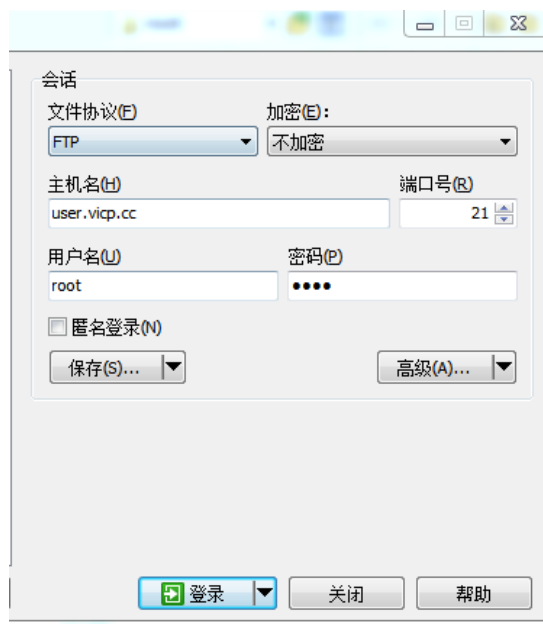 会话
文件协议(F) 加密(E):
FTP 不加密
主机名(H) 端口号(R)
user.vicp.cc 21
用户名(U) 密码(P)
root ●●●●
匿名登录(N)
保存(S)... 高级(A)...
登录 关闭 帮助